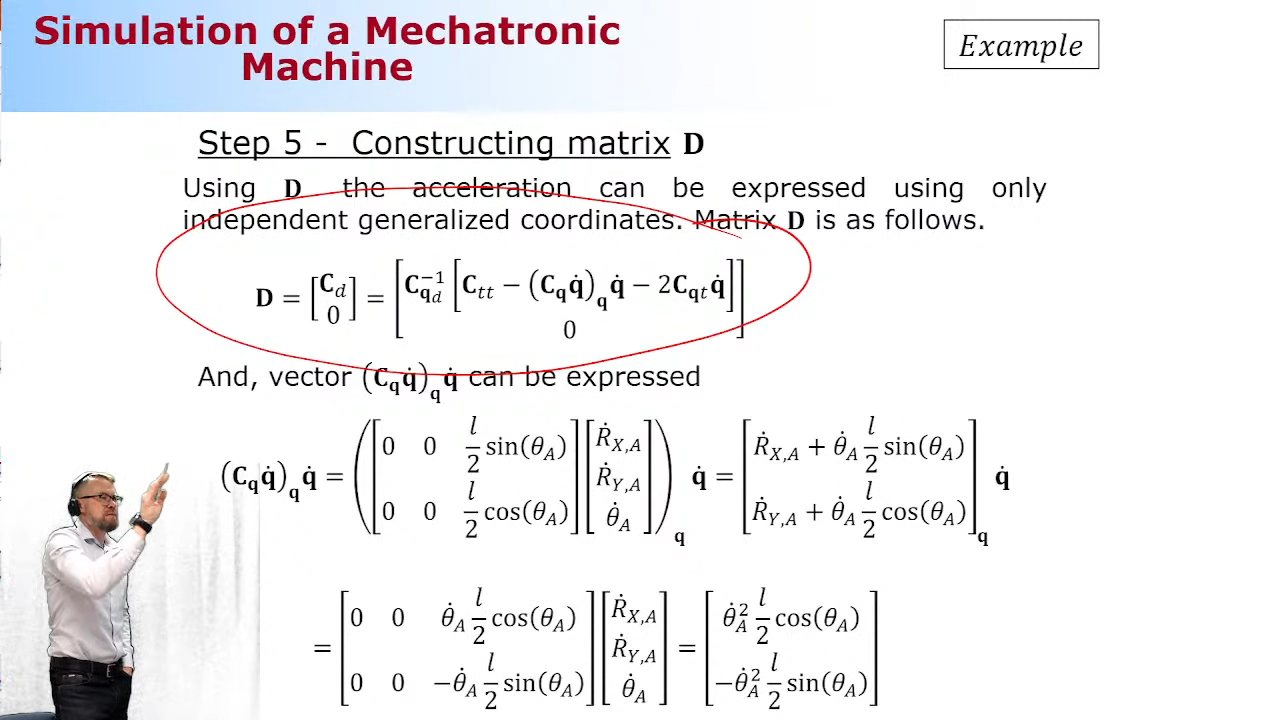 Simulation of a Mechatronic
Machine
Example
Step 5 - Constructing matrix D
Using D the acceleration can be expressed using only
independent generalized coordinates. Matrix D is as follows.
D = [C_d; 0] = [C_{q_d}^{-1} [C_{tt} − (C_q q̇)_q q̇ − 2C_{qt} q̇]; 0]
And, vector (C_q q̇)_q q̇ can be expressed
(C_q q̇)_q q̇ = ([0 0 l/2 sin(θ_A); 0 0 l/2 cos(θ_A)] [Ṙ_{X,A}; Ṙ_{Y,A}; θ̇_A])_q q̇ = [Ṙ_{X,A} + θ̇_A l/2 sin(θ_A); Ṙ_{Y,A} + θ̇_A l/2 cos(θ_A)]_q q̇
= [0 0 θ̇_A l/2 cos(θ_A); 0 0 −θ̇_A l/2 sin(θ_A)] [Ṙ_{X,A}; Ṙ_{Y,A}; θ̇_A] = [θ̇_A^2 l/2 cos(θ_A); −θ̇_A^2 l/2 sin(θ_A)]